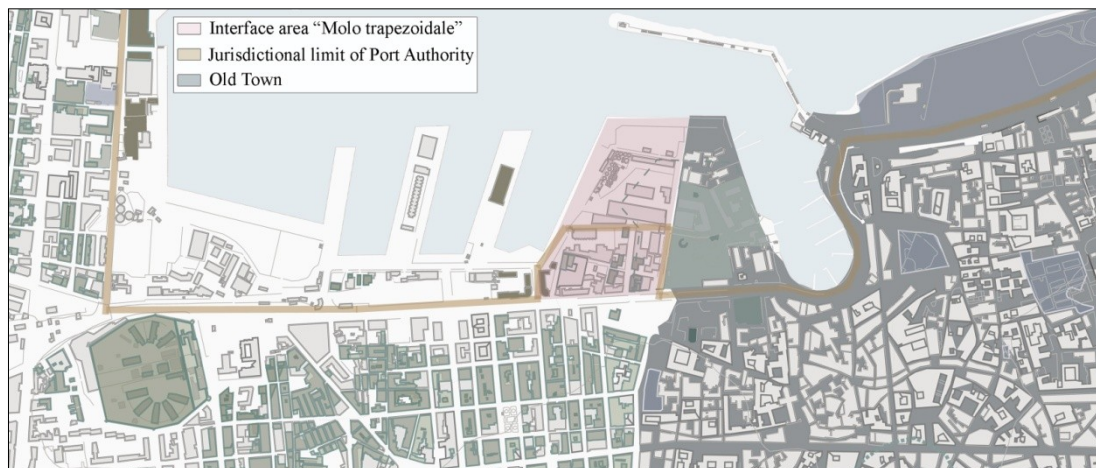 Interface area “Molo trapezoidale”
Jurisdictional limit of Port Authority
Old Town